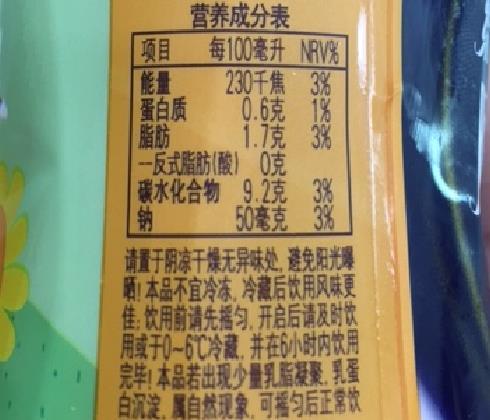 营养成分表
项目 每100毫升 NRV%
能量 230千焦 3%
蛋白质 0.6克 1%
脂肪 1.7克 3%
--反式脂肪(酸) 0克
碳水化合物 9.2克 3%
钠 50毫克 3%
请置于阴凉干燥无异味处，避免阳光曝
晒! 本品不宜冷冻，冷藏后饮用风味更
佳; 饮用前请先摇匀，开启后请及时饮
用或于0~6℃冷藏，并在6小时内饮用
完毕! 本品若出现少量乳脂凝聚、乳蛋
白沉淀，属自然现象，可摇匀后正常饮